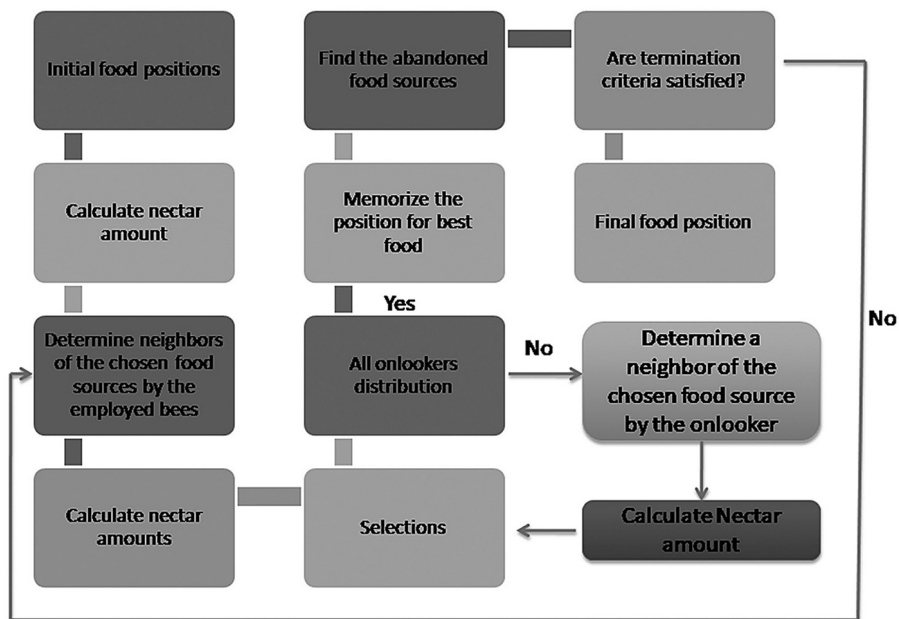 Initial food positions
Calculate nectar
amount
Determine neighbors
of the chosen food
sources by the
employed bees
Calculate nectar
amounts
Find the abandoned
food sources
Memorize the
position for best
food
Yes
All onlookers
distribution
Selections
Are termination
criteria satisfied?
Final food position
No
No
Determine a
neighbor of the
chosen food source
by the onlooker
Calculate Nectar
amount